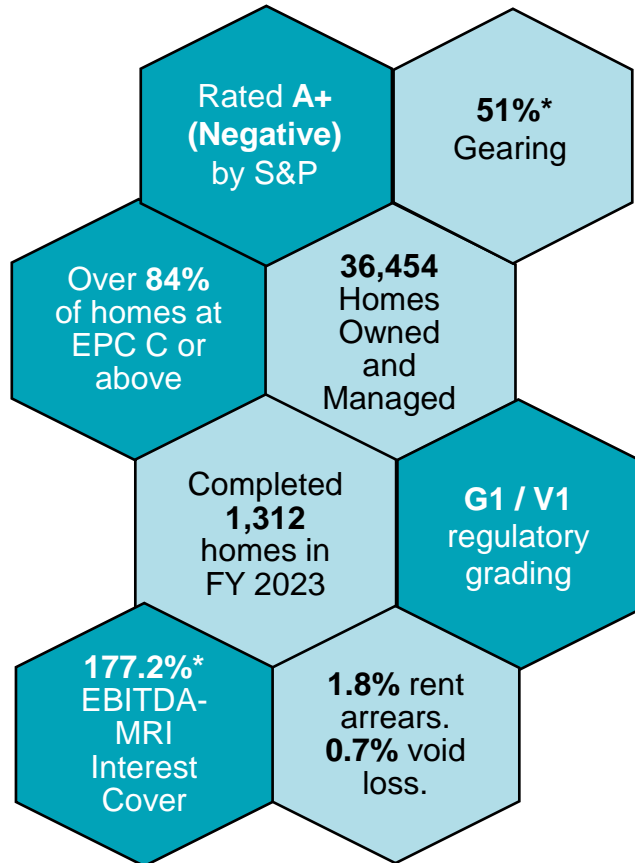 Rated A+
(Negative)
by S&P
51%*
Gearing
Over 84%
of homes at
EPC C or
above
36,454
Homes
Owned
and
Managed
Completed
1,312
homes in
FY 2023
G1 / V1
regulatory
grading
177.2%*
EBITDA-
MRI
Interest
Cover
1.8% rent
arrears.
0.7% void
loss.